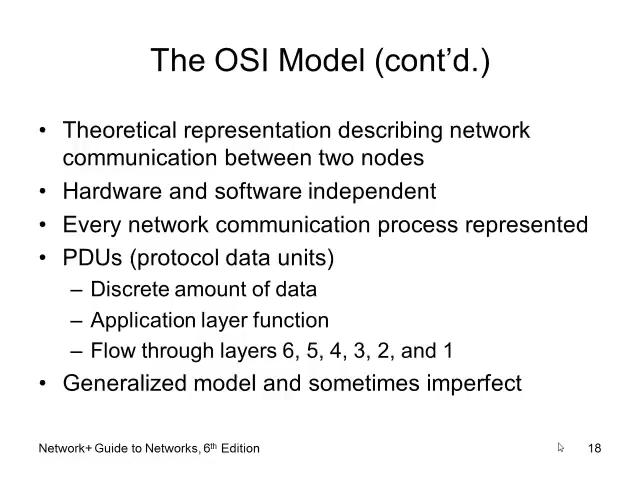 The OSI Model (cont’d.)
• Theoretical representation describing network
communication between two nodes
• Hardware and software independent
• Every network communication process represented
• PDUs (protocol data units)
– Discrete amount of data
– Application layer function
– Flow through layers 6, 5, 4, 3, 2, and 1
• Generalized model and sometimes imperfect
Network+ Guide to Networks, 6th Edition
18